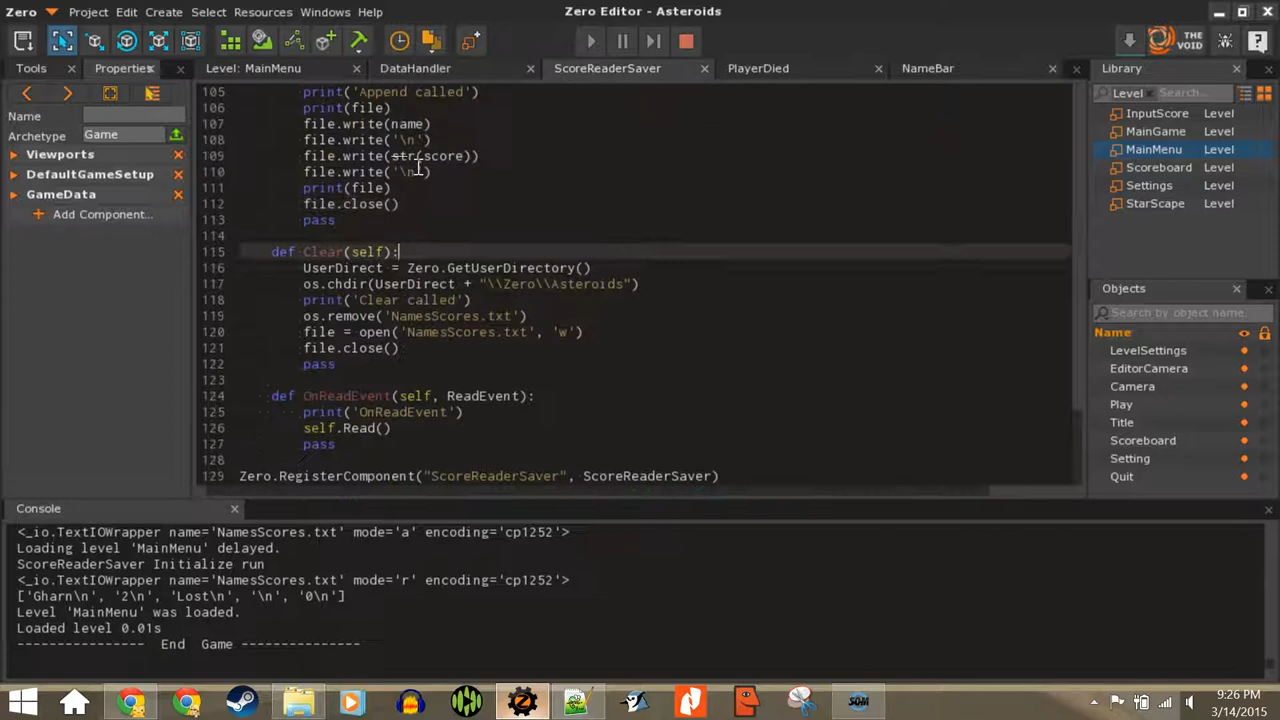 Zero Project Edit Create Select Resources Windows Help Zero Editor - Asteroids
THE VOID
Tools Properties Level: MainMenu DataHandler ScoreReaderSaver PlayerDied NameBar Library
Level Search...
Name
Archetype Game
Viewports
DefaultGameSetup
GameData
Add Component...
105 print('Append called')
106 print(file)
107 file.write(name)
108 file.write('\n')
109 file.write(str(score))
110 file.write('\n')
111 print(file)
112 file.close()
113 pass
114
115 def Clear(self):
116 UserDirect = Zero.GetUserDirectory()
117 os.chdir(UserDirect + "\\Zero\\Asteroids")
118 print('Clear called')
119 os.remove('NamesScores.txt')
120 file = open('NamesScores.txt', 'w')
121 file.close()
122 pass
123
124 def OnReadEvent(self, ReadEvent):
125 print('OnReadEvent')
126 self.Read()
127 pass
128
129 Zero.RegisterComponent("ScoreReaderSaver", ScoreReaderSaver)
InputScore Level
MainGame Level
MainMenu Level
Scoreboard Level
Settings Level
StarScape Level
Objects
Search by object name.
Name
LevelSettings
EditorCamera
Camera
Play
Title
Scoreboard
Setting
Quit
Console
<_io.TextIOWrapper name='NamesScores.txt' mode='a' encoding='cp1252'>
Loading level 'MainMenu' delayed.
ScoreReaderSaver Initialize run
<_io.TextIOWrapper name='NamesScores.txt' mode='r' encoding='cp1252'>
['Gharn\n', '2\n', 'Lost\n', '\n', '0\n']
Level 'MainMenu' was loaded.
Loaded level 0.01s
---------------- End Game ---------------
SOM
9:26 PM
3/14/2015